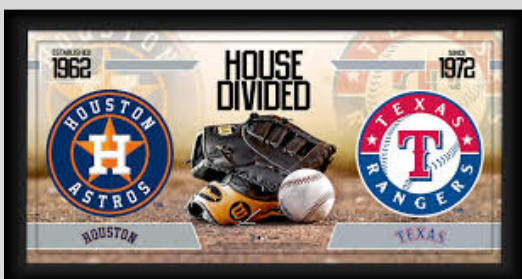 ESTABLISHED
1962
HOUSE
DIVIDED
SINCE
1972
HOUSTON
H
ASTROS
TEXAS
T
RANGERS
HOUSTON
TEXAS